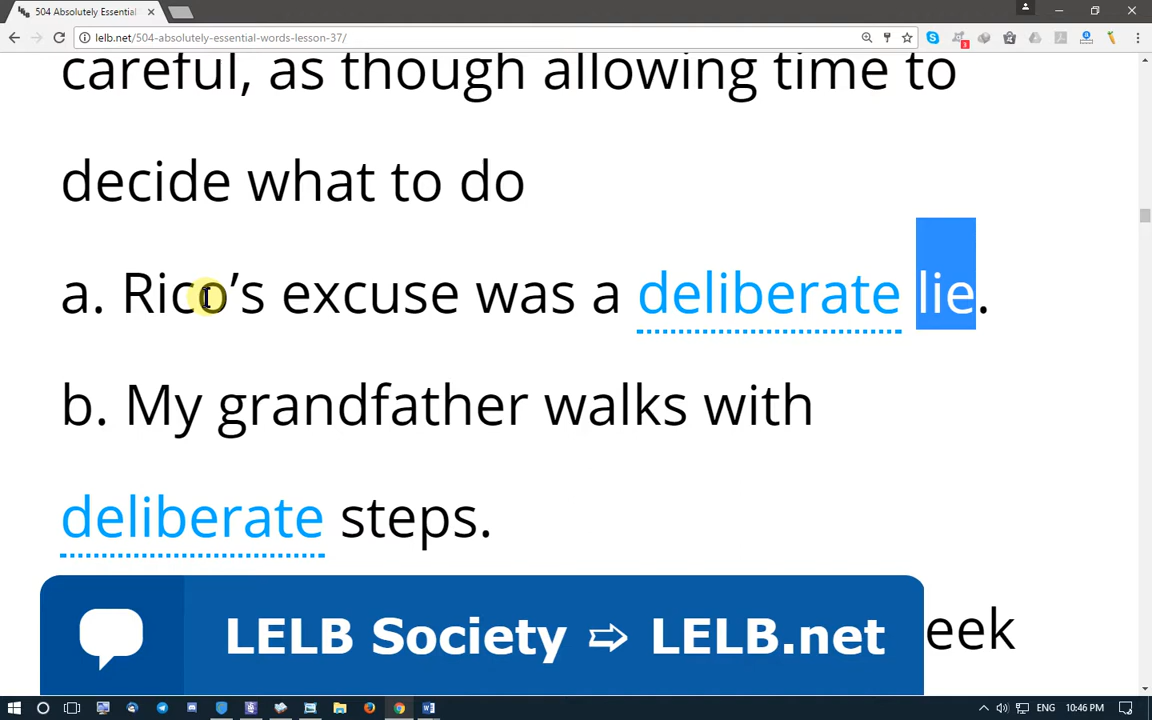 504 Absolutely Essential
lelb.net/504-absolutely-essential-words-lesson-37/
careful, as though allowing time to
decide what to do
a. Rico’s excuse was a deliberate lie.
b. My grandfather walks with
deliberate steps.
eek
LELB Society ⇨ LELB.net
ENG 10:46 PM